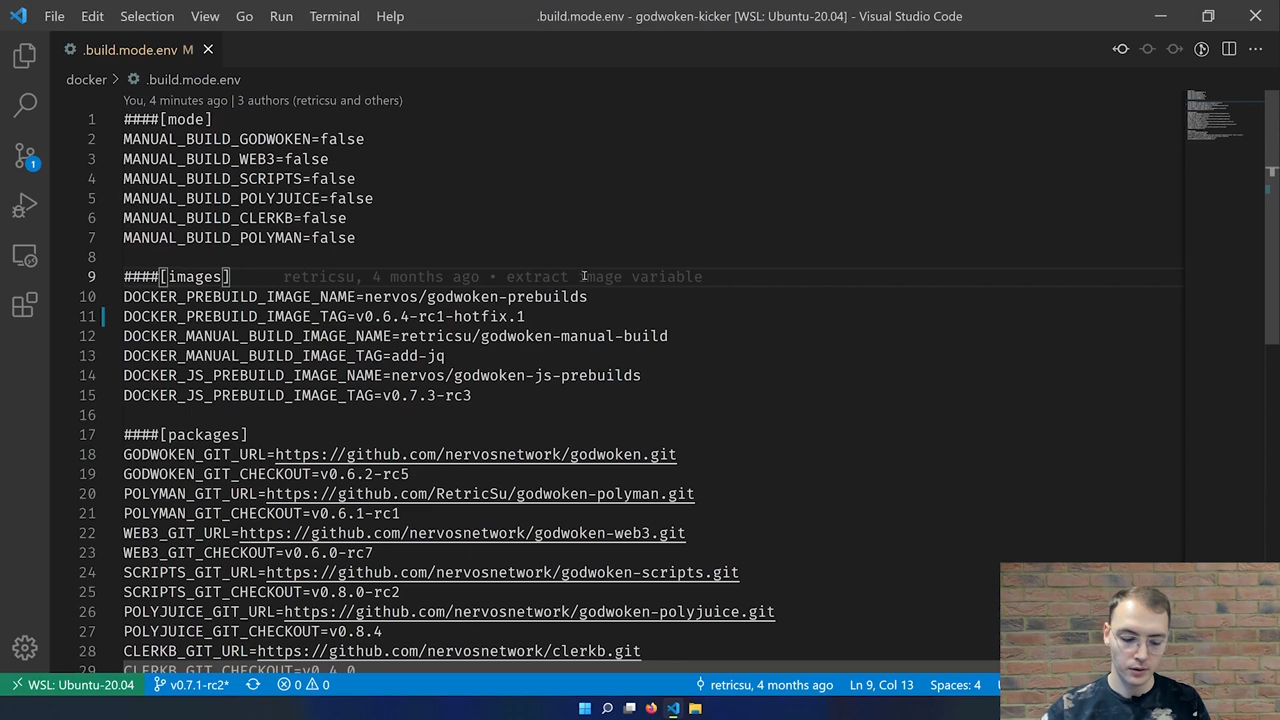 File Edit Selection View Go Run Terminal Help .build.mode.env - godwoken-kicker [WSL: Ubuntu-20.04] - Visual Studio Code
.build.mode.env M
docker > .build.mode.env
You, 4 minutes ago | 3 authors (retricsu and others)
1 ####[mode]
2 MANUAL_BUILD_GODWOKEN=false
3 MANUAL_BUILD_WEB3=false
4 MANUAL_BUILD_SCRIPTS=false
5 MANUAL_BUILD_POLYJUICE=false
6 MANUAL_BUILD_CLERKB=false
7 MANUAL_BUILD_POLYMAN=false
8
9 ####[images] retricsu, 4 months ago • extract image variable
10 DOCKER_PREBUILD_IMAGE_NAME=nervos/godwoken-prebuilds
11 DOCKER_PREBUILD_IMAGE_TAG=v0.6.4-rc1-hotfix.1
12 DOCKER_MANUAL_BUILD_IMAGE_NAME=retricsu/godwoken-manual-build
13 DOCKER_MANUAL_BUILD_IMAGE_TAG=add-jq
14 DOCKER_JS_PREBUILD_IMAGE_NAME=nervos/godwoken-js-prebuilds
15 DOCKER_JS_PREBUILD_IMAGE_TAG=v0.7.3-rc3
16
17 ####[packages]
18 GODWOKEN_GIT_URL=https://github.com/nervosnetwork/godwoken.git
19 GODWOKEN_GIT_CHECKOUT=v0.6.2-rc5
20 POLYMAN_GIT_URL=https://github.com/RetricSu/godwoken-polyman.git
21 POLYMAN_GIT_CHECKOUT=v0.6.1-rc1
22 WEB3_GIT_URL=https://github.com/nervosnetwork/godwoken-web3.git
23 WEB3_GIT_CHECKOUT=v0.6.0-rc7
24 SCRIPTS_GIT_URL=https://github.com/nervosnetwork/godwoken-scripts.git
25 SCRIPTS_GIT_CHECKOUT=v0.8.0-rc2
26 POLYJUICE_GIT_URL=https://github.com/nervosnetwork/godwoken-polyjuice.git
27 POLYJUICE_GIT_CHECKOUT=v0.8.4
28 CLERKB_GIT_URL=https://github.com/nervosnetwork/clerkb.git
29 CLERKB_GIT_CHECKOUT=v0.4.0
1
WSL: Ubuntu-20.04 v0.7.1-rc2* 0 0 retricsu, 4 months ago Ln 9, Col 13 Spaces: 4